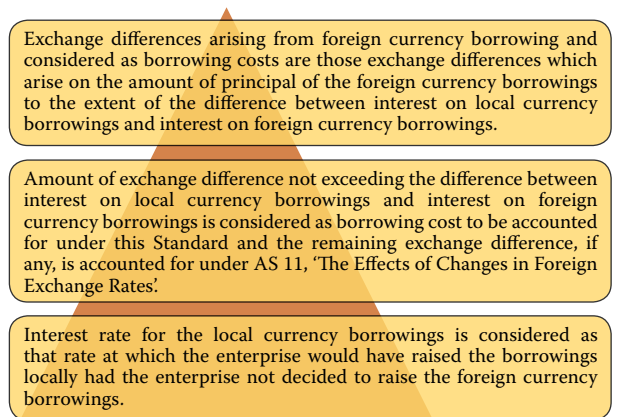 Exchange differences arising from foreign currency borrowing and
considered as borrowing costs are those exchange differences which
arise on the amount of principal of the foreign currency borrowings
to the extent of the difference between interest on local currency
borrowings and interest on foreign currency borrowings.
Amount of exchange difference not exceeding the difference between
interest on local currency borrowings and interest on foreign
currency borrowings is considered as borrowing cost to be accounted
for under this Standard and the remaining exchange difference, if
any, is accounted for under AS 11, ‘The Effects of Changes in Foreign
Exchange Rates’.
Interest rate for the local currency borrowings is considered as
that rate at which the enterprise would have raised the borrowings
locally had the enterprise not decided to raise the foreign currency
borrowings.